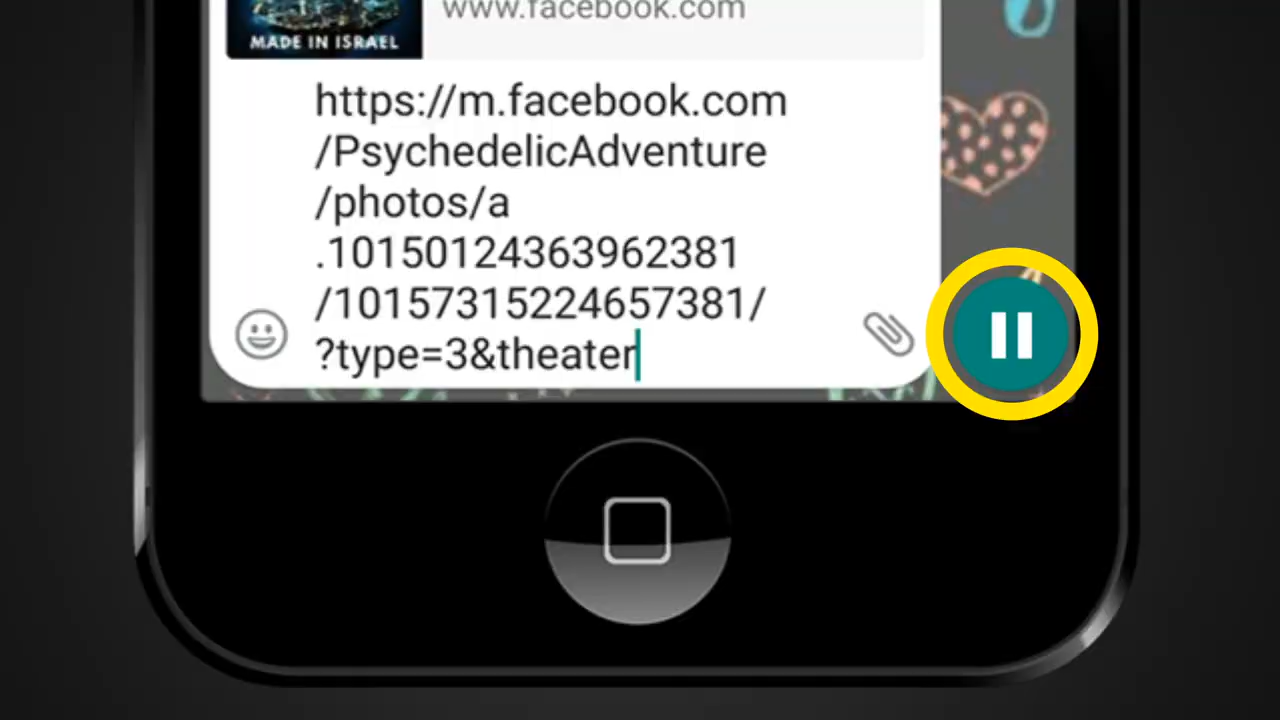 www.facebook.com
MADE IN ISRAEL
https://m.facebook.com
/PsychedelicAdventure
/photos/a
.10150124363962381
/10157315224657381/
?type=3&theater